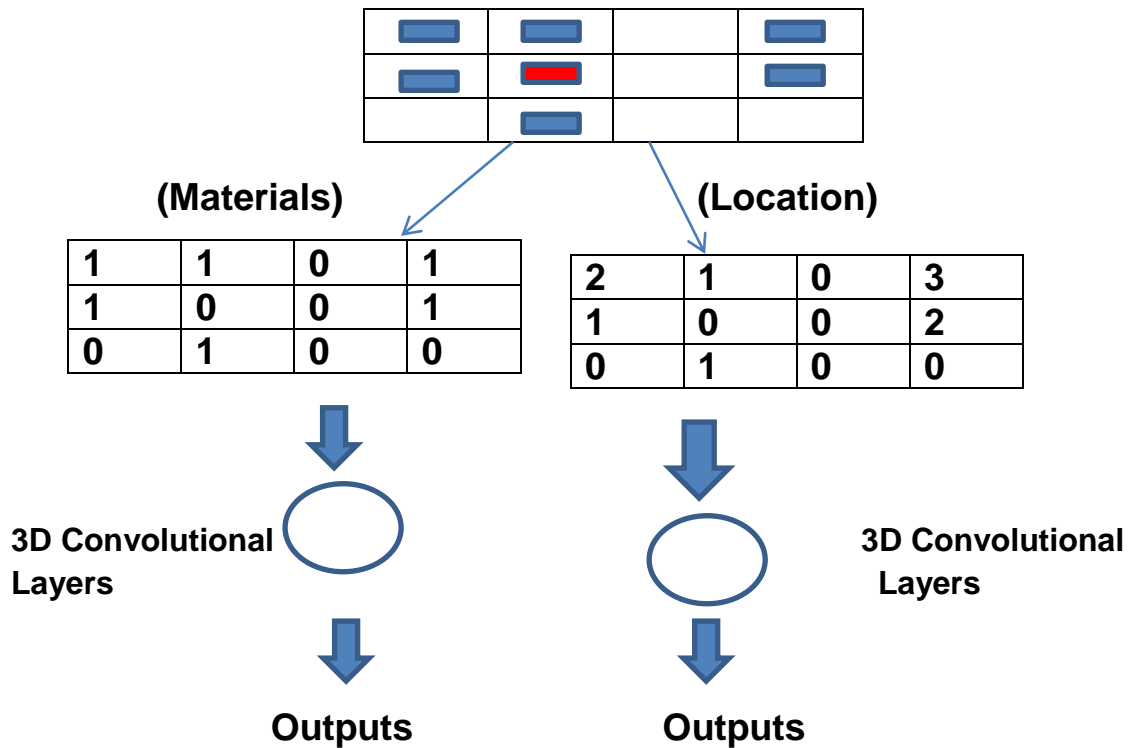 (Materials)
(Location)
1 1 0 1
1 0 0 1
0 1 0 0
2 1 0 3
1 0 0 2
0 1 0 0
3D Convolutional
Layers
3D Convolutional
Layers
Outputs
Outputs